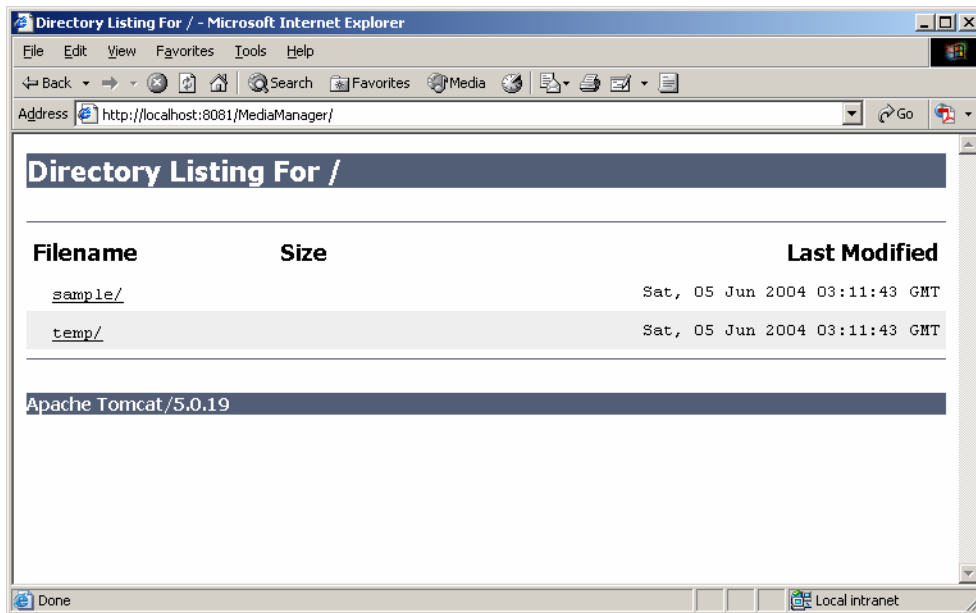 Directory Listing For / - Microsoft Internet Explorer
File Edit View Favorites Tools Help
Back Search Favorites Media
Address http://localhost:8081/MediaManager/ Go
Directory Listing For /
Filename Size Last Modified
sample/ Sat, 05 Jun 2004 03:11:43 GMT
temp/ Sat, 05 Jun 2004 03:11:43 GMT
Apache Tomcat/5.0.19
Done Local intranet